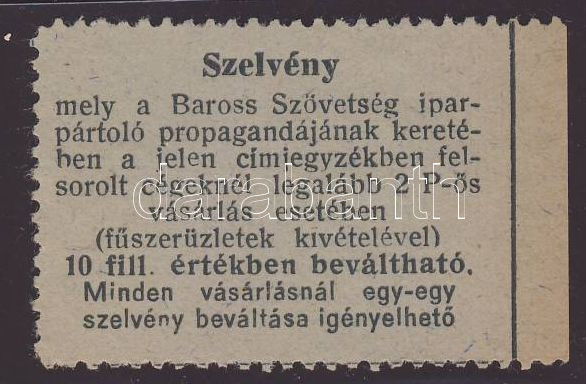 Szelvény
mely a Baross Szövetség ipar-
pártoló propagandájának kereté-
ben a jelen címjegyzékben fel-
sorolt cégeknél legalább 2 P-ős
vásárlás esetében
(fűszerüzletek kivételével)
10 fill. értékben beváltható.
Minden vásárlásnál egy-egy
szelvény beváltása igényelhető
darabanth